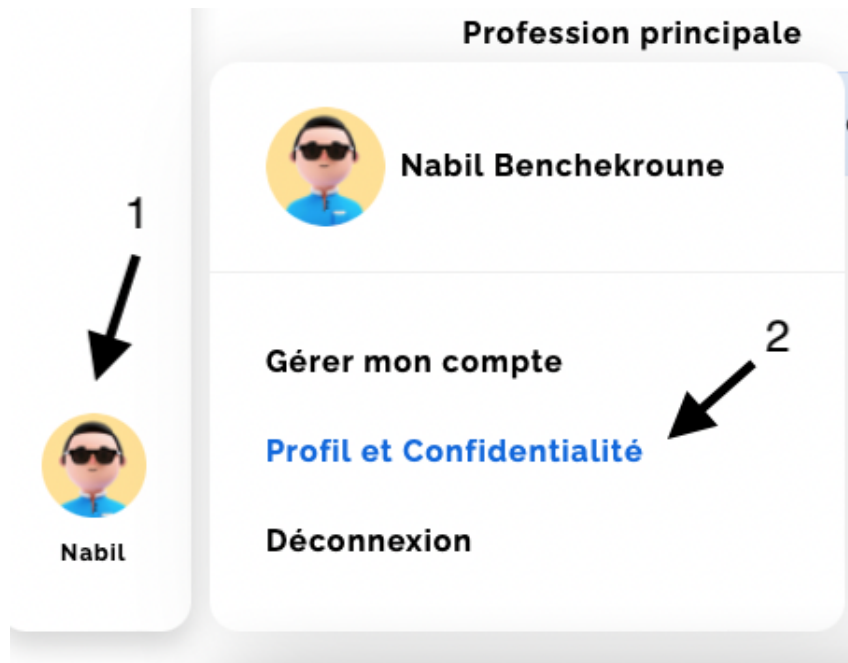 Profession principale
Nabil Benchekroune
1
2
Gérer mon compte
Profil et Confidentialité
Déconnexion
Nabil